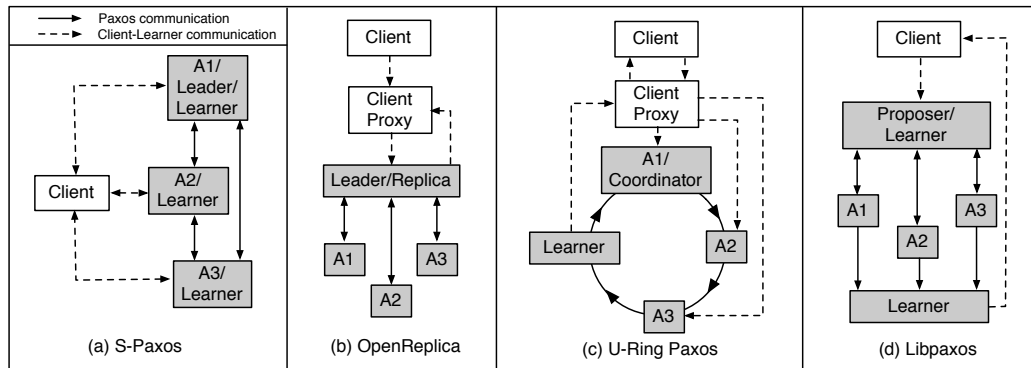 Paxos communication
Client-Learner communication
A1/
Leader/
Learner
Client
A2/
Learner
A3/
Learner
(a) S-Paxos
Client
Client
Proxy
Leader/Replica
A1
A3
A2
(b) OpenReplica
Client
Client
Proxy
A1/
Coordinator
Learner
A2
A3
(c) U-Ring Paxos
Client
Proposer/
Learner
A1
A3
A2
Learner
(d) Libpaxos